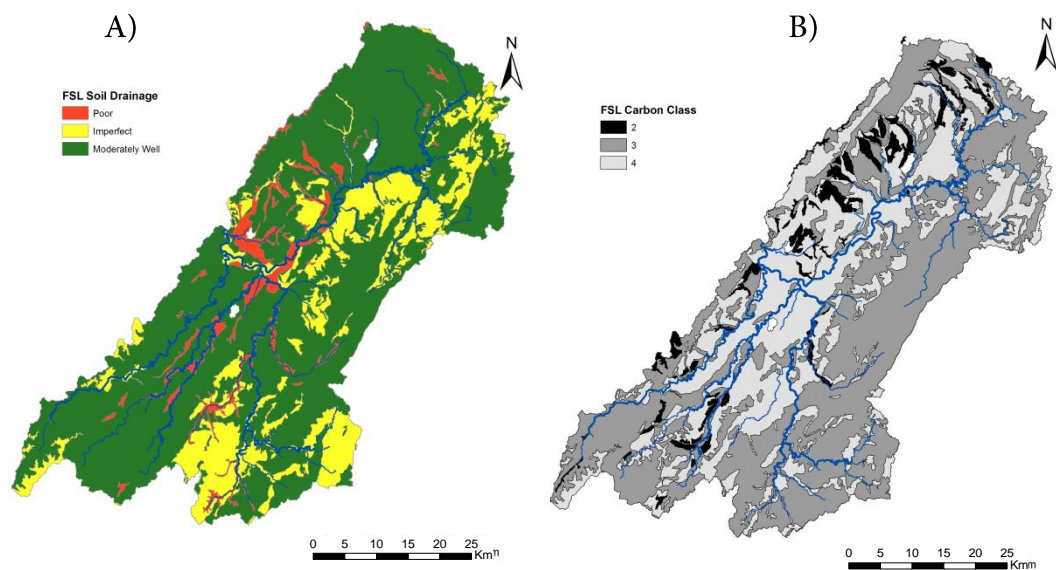 A)
N
FSL Soil Drainage
Poor
Imperfect
Moderately Well
0 5 10 15 20 25
Km
B)
N
FSL Carbon Class
2
3
4
0 5 10 15 20 25
Km